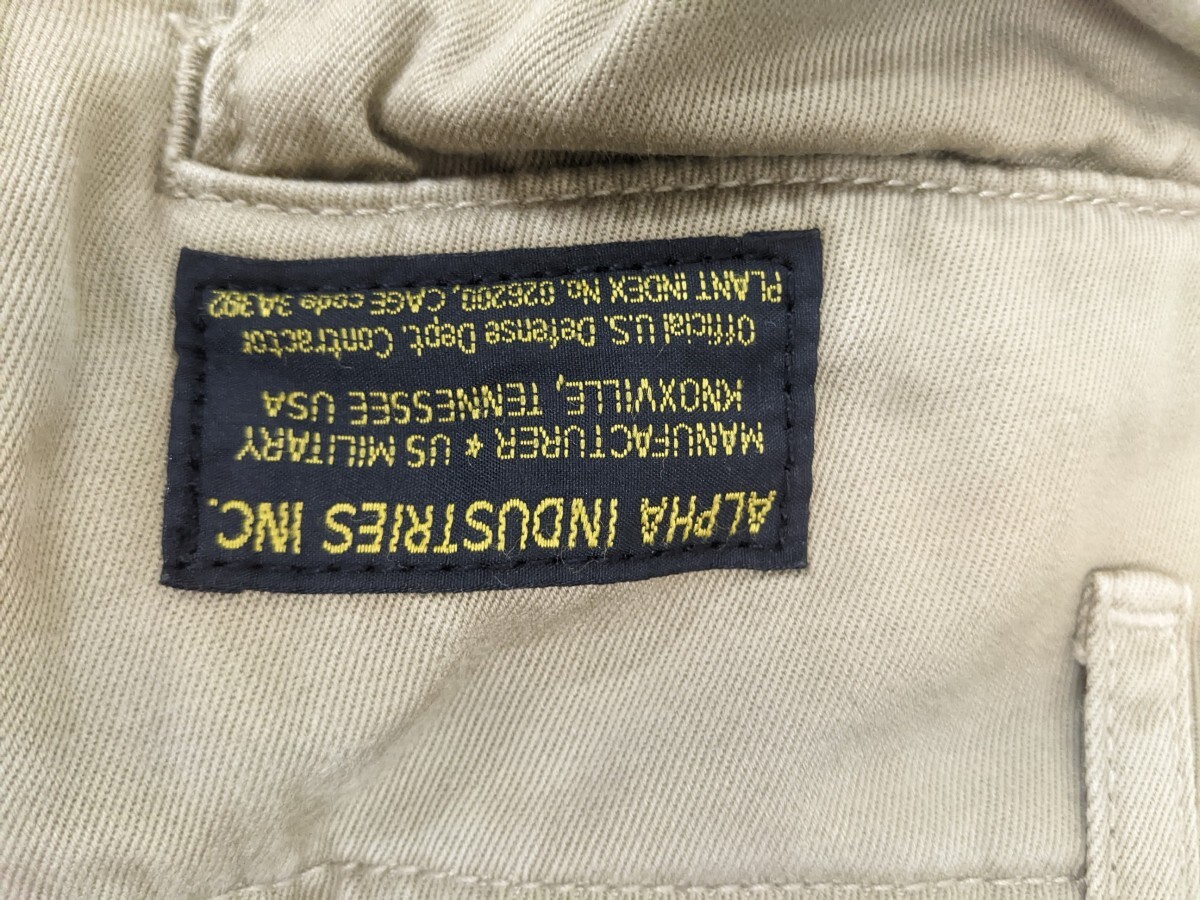 ALPHA INDUSTRIES INC.
MANUFACTURER ★ US MILITARY
KNOXVILLE, TENNESSEE USA
Official U.S. Defense Dept. Contractor
PLANT INDEX No. 026200, CAGE code 3A392